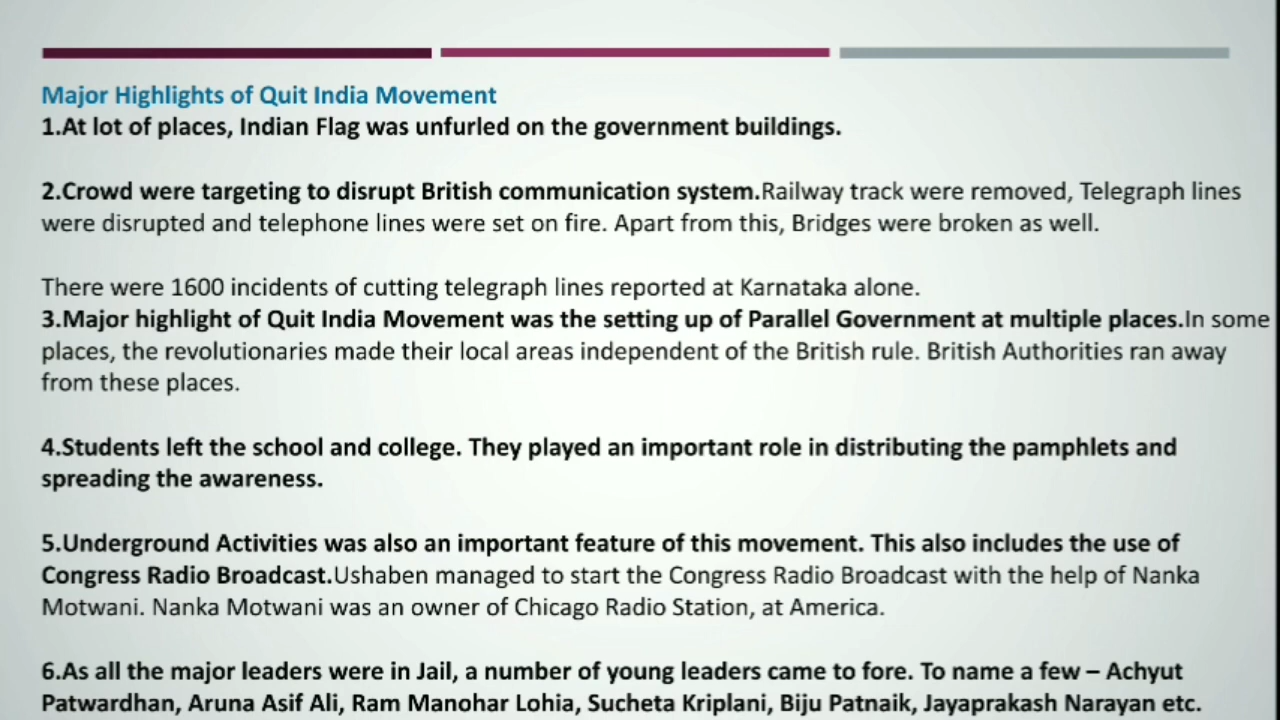 Major Highlights of Quit India Movement
1.At lot of places, Indian Flag was unfurled on the government buildings.
2.Crowd were targeting to disrupt British communication system.Railway track were removed, Telegraph lines
were disrupted and telephone lines were set on fire. Apart from this, Bridges were broken as well.
There were 1600 incidents of cutting telegraph lines reported at Karnataka alone.
3.Major highlight of Quit India Movement was the setting up of Parallel Government at multiple places.In some
places, the revolutionaries made their local areas independent of the British rule. British Authorities ran away
from these places.
4.Students left the school and college. They played an important role in distributing the pamphlets and
spreading the awareness.
5.Underground Activities was also an important feature of this movement. This also includes the use of
Congress Radio Broadcast.Ushaben managed to start the Congress Radio Broadcast with the help of Nanka
Motwani. Nanka Motwani was an owner of Chicago Radio Station, at America.
6.As all the major leaders were in Jail, a number of young leaders came to fore. To name a few – Achyut
Patwardhan, Aruna Asif Ali, Ram Manohar Lohia, Sucheta Kriplani, Biju Patnaik, Jayaprakash Narayan etc.